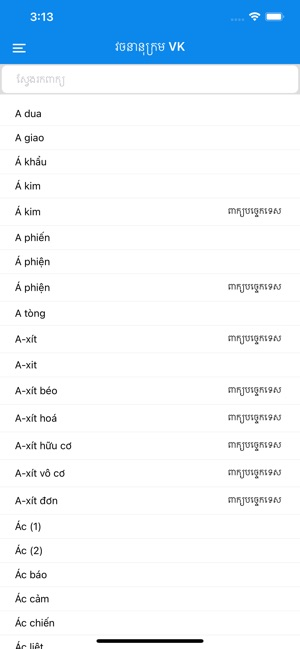 3:13
វចនានុក្រម VK
ស្វែងរកពាក្យ
A dua
A giao
Á khẩu
Á kim
Á kim ពាក្យបច្ចេកទេស
A phiến
Á phiện
Á phiện ពាក្យបច្ចេកទេស
A tòng
A-xít ពាក្យបច្ចេកទេស
A-xit
A-xít béo ពាក្យបច្ចេកទេស
A-xít hoá ពាក្យបច្ចេកទេស
A-xít hữu cơ ពាក្យបច្ចេកទេស
A-xít vô cơ ពាក្យបច្ចេកទេស
A-xít đơn ពាក្យបច្ចេកទេស
Ác (1)
Ác (2)
Ác báo
Ác cảm
Ác chiến
Ác liệt